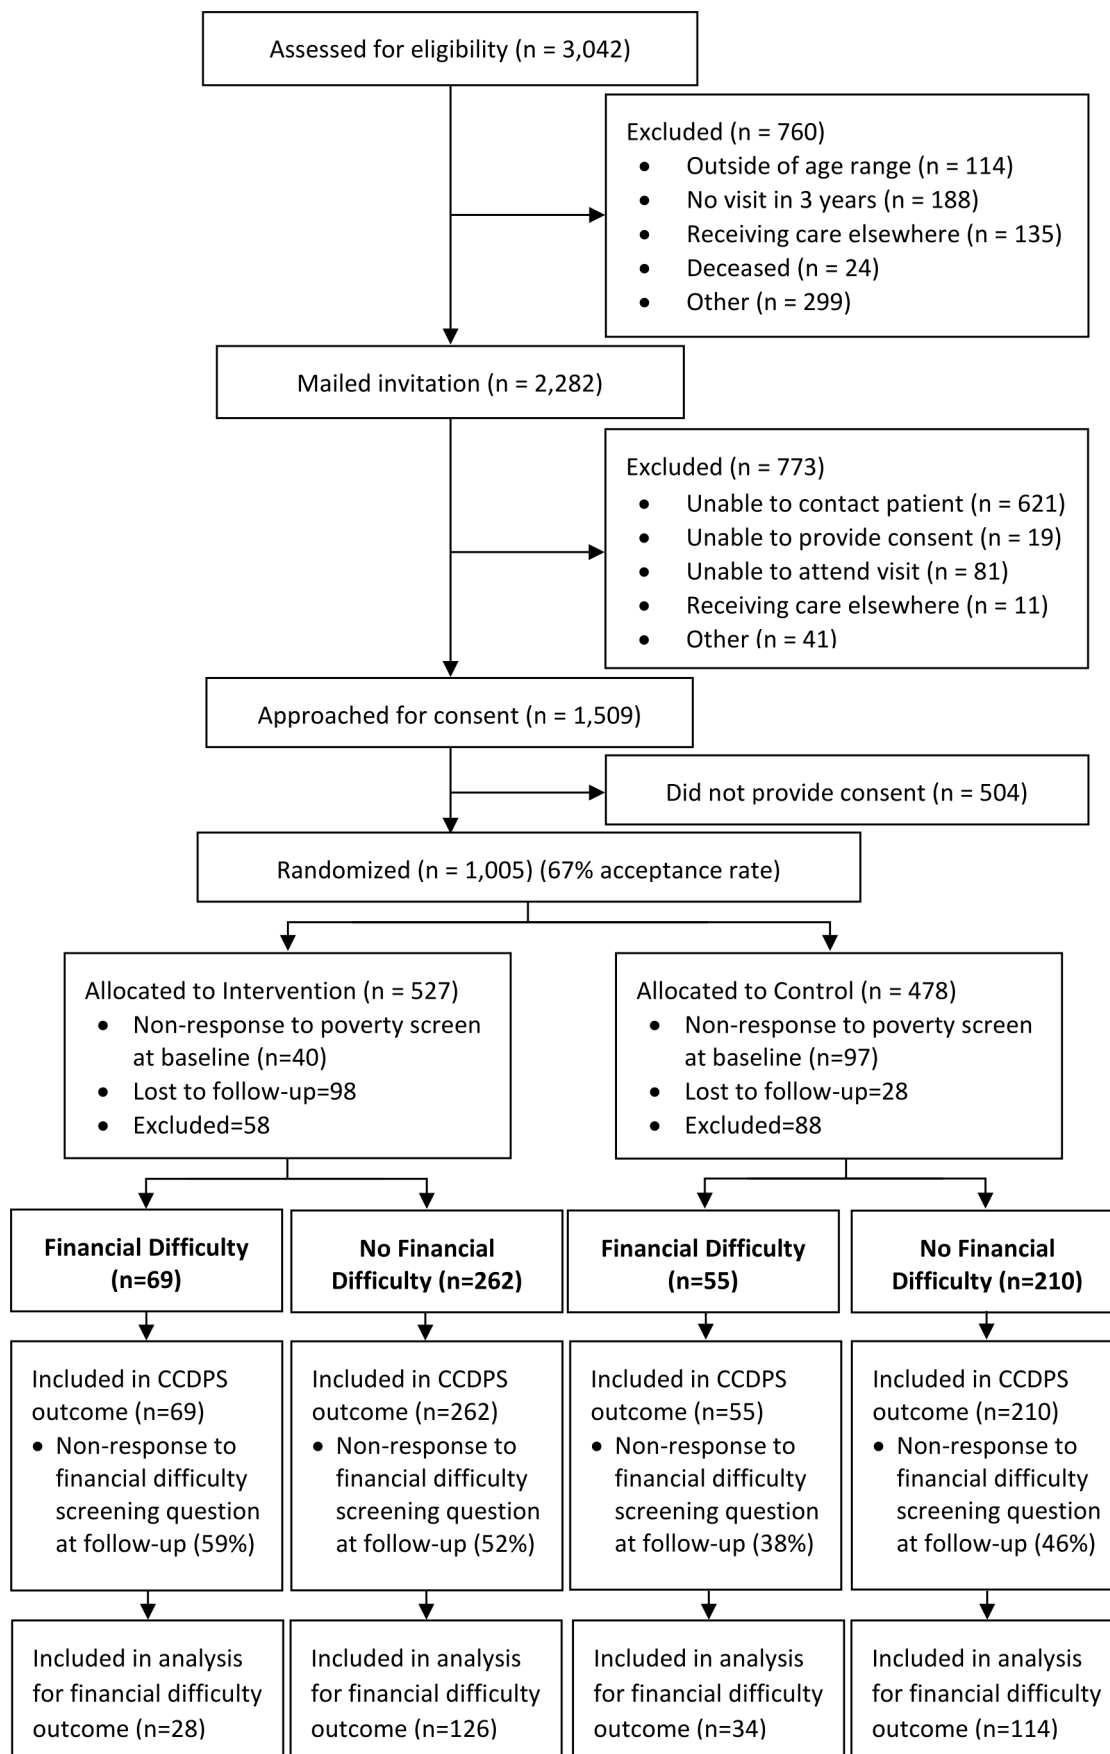 Assessed for eligibility (n = 3,042)
Excluded (n = 760)
• Outside of age range (n = 114)
• No visit in 3 years (n = 188)
• Receiving care elsewhere (n = 135)
• Deceased (n = 24)
• Other (n = 299)
Mailed invitation (n = 2,282)
Excluded (n = 773)
• Unable to contact patient (n = 621)
• Unable to provide consent (n = 19)
• Unable to attend visit (n = 81)
• Receiving care elsewhere (n = 11)
• Other (n = 41)
Approached for consent (n = 1,509)
Did not provide consent (n = 504)
Randomized (n = 1,005) (67% acceptance rate)
Allocated to Intervention (n = 527)
• Non-response to poverty screen
at baseline (n=40)
• Lost to follow-up=98
• Excluded=58
Allocated to Control (n = 478)
• Non-response to poverty screen
at baseline (n=97)
• Lost to follow-up=28
• Excluded=88
Financial Difficulty
(n=69)
No Financial
Difficulty (n=262)
Financial Difficulty
(n=55)
No Financial
Difficulty (n=210)
Included in CCDPS
outcome (n=69)
• Non-response to
financial difficulty
screening question
at follow-up (59%)
Included in CCDPS
outcome (n=262)
• Non-response to
financial difficulty
screening question
at follow-up (52%)
Included in CCDPS
outcome (n=55)
• Non-response to
financial difficulty
screening question
at follow-up (38%)
Included in CCDPS
outcome (n=210)
• Non-response to
financial difficulty
screening question
at follow-up (46%)
Included in analysis
for financial difficulty
outcome (n=28)
Included in analysis
for financial difficulty
outcome (n=126)
Included in analysis
for financial difficulty
outcome (n=34)
Included in analysis
for financial difficulty
outcome (n=114)